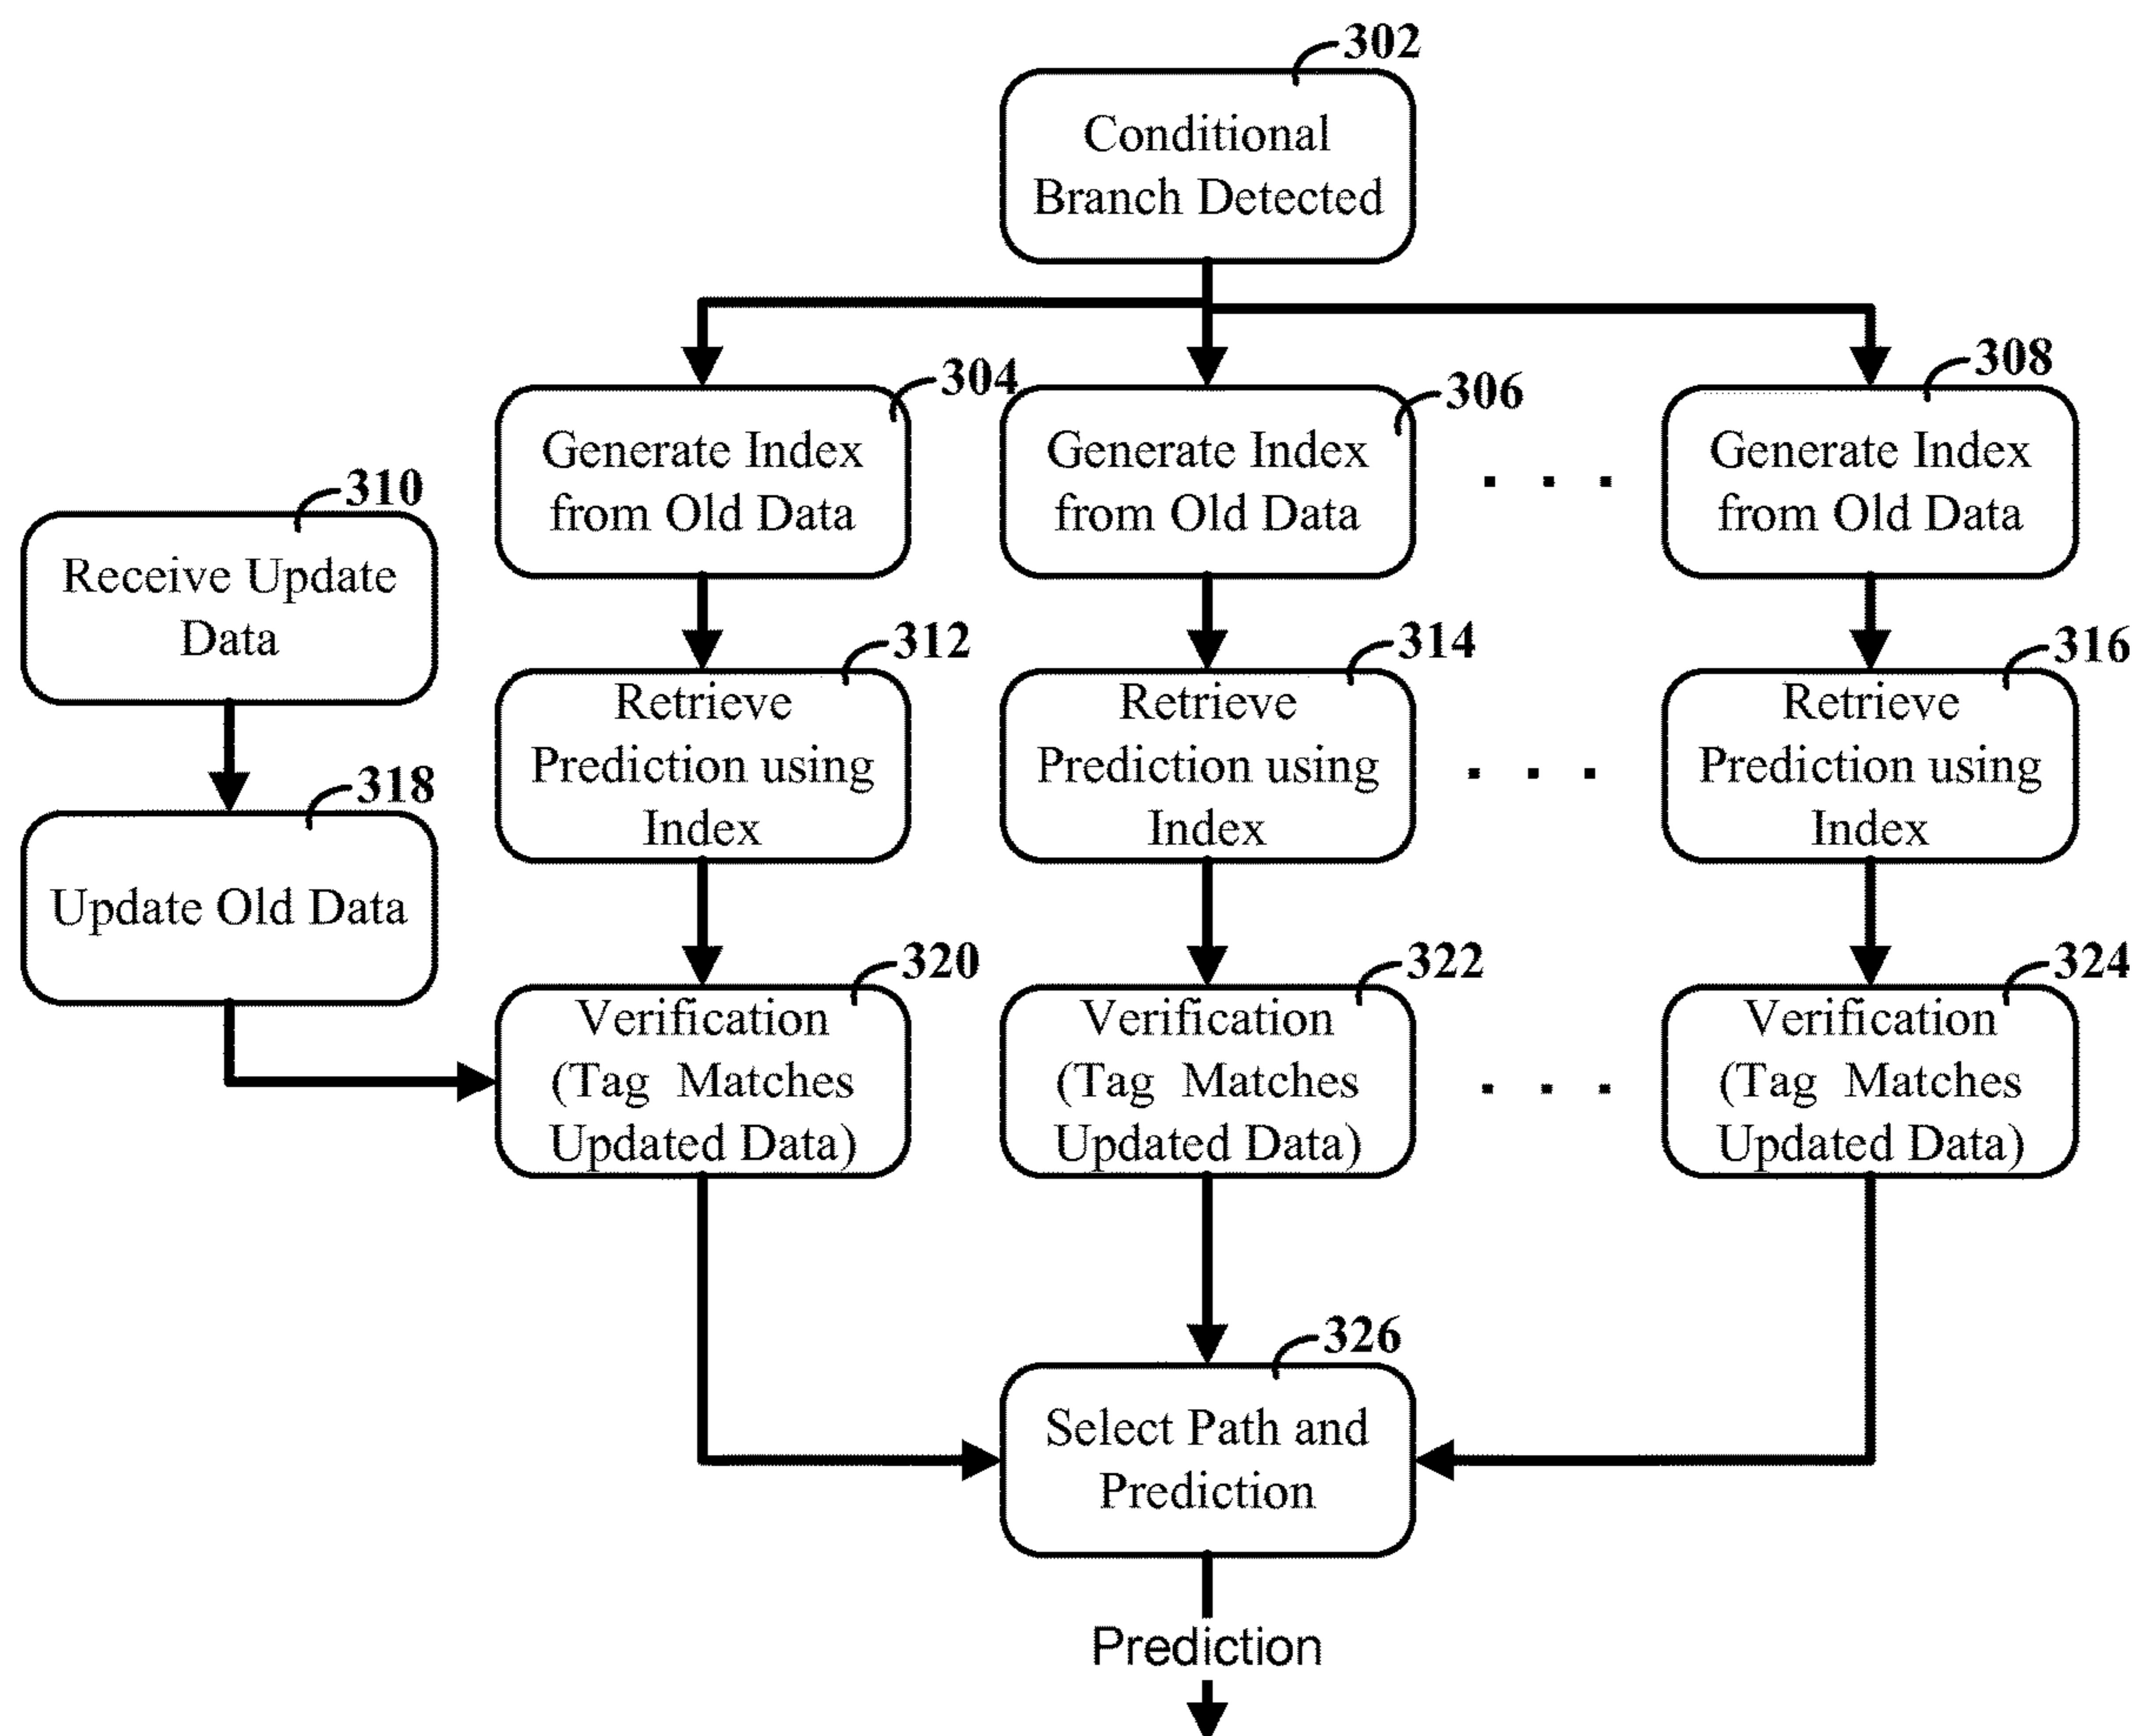 302
Conditional
Branch Detected
304
Generate Index
from Old Data
306
Generate Index
from Old Data
. . .
308
Generate Index
from Old Data
310
Receive Update
Data
312
Retrieve
Prediction using
Index
314
Retrieve
Prediction using
Index
. . .
316
Retrieve
Prediction using
Index
318
Update Old Data
320
Verification
(Tag Matches
Updated Data)
322
Verification
(Tag Matches
Updated Data)
. . .
324
Verification
(Tag Matches
Updated Data)
326
Select Path and
Prediction
Prediction